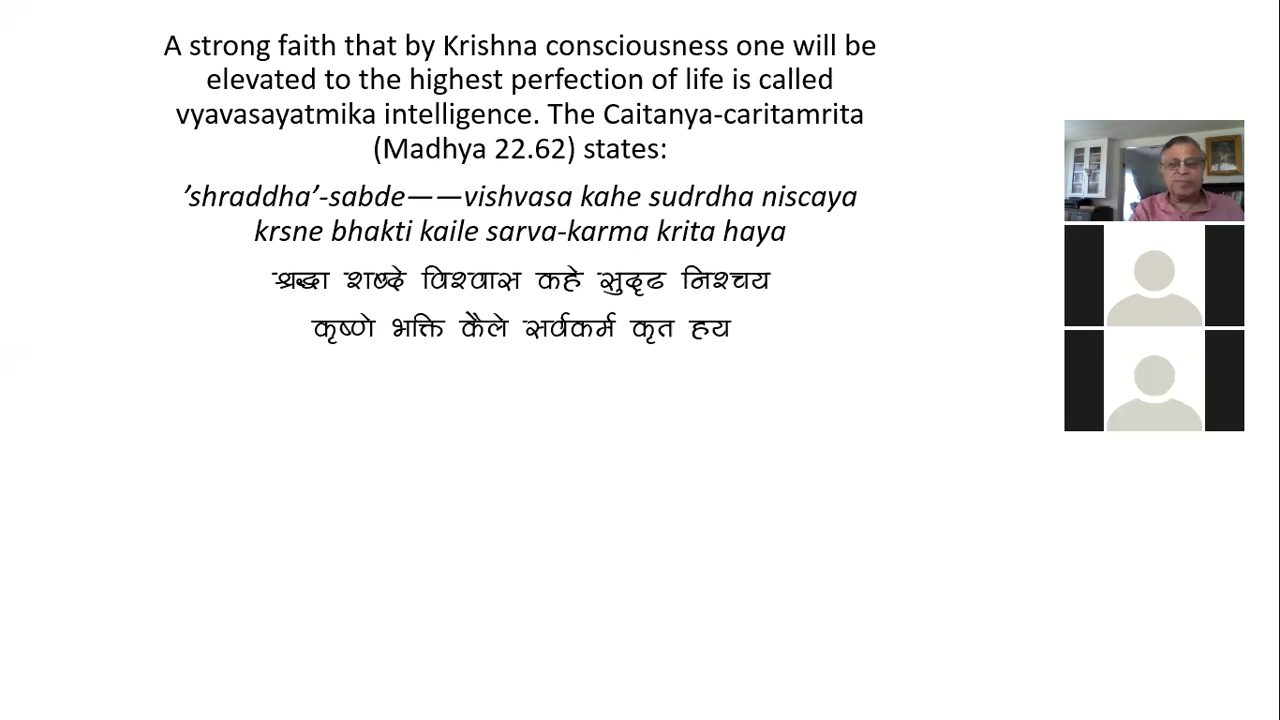 A strong faith that by Krishna consciousness one will be
elevated to the highest perfection of life is called
vyavasayatmika intelligence. The Caitanya-caritamrita
(Madhya 22.62) states:
’shraddha’-sabde——vishvasa kahe sudrdha niscaya
krsne bhakti kaile sarva-karma krita haya
श्रद्धा शब्दे विश्वास कहे सुदृढ निश्चय
कृष्णे भक्ति कैले सर्वकर्म कृत हय